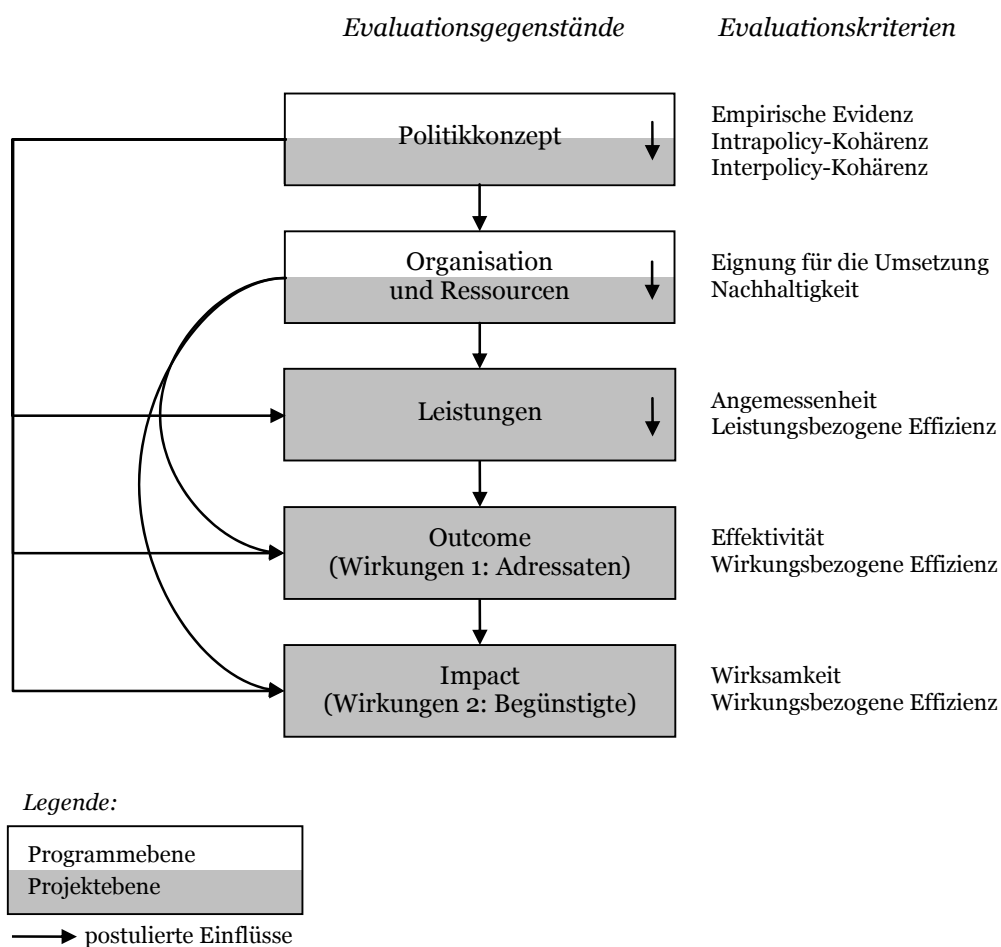 Evaluationsgegenstände
Evaluationskriterien
Politikkonzept
Empirische Evidenz
Intrapolicy-Kohärenz
Interpolicy-Kohärenz
Organisation
und Ressourcen
Eignung für die Umsetzung
Nachhaltigkeit
Leistungen
Angemessenheit
Leistungsbezogene Effizienz
Outcome
(Wirkungen 1: Adressaten)
Effektivität
Wirkungsbezogene Effizienz
Impact
(Wirkungen 2: Begünstigte)
Wirksamkeit
Wirkungsbezogene Effizienz
Legende:
Programmebene
Projektebene
postulierte Einflüsse